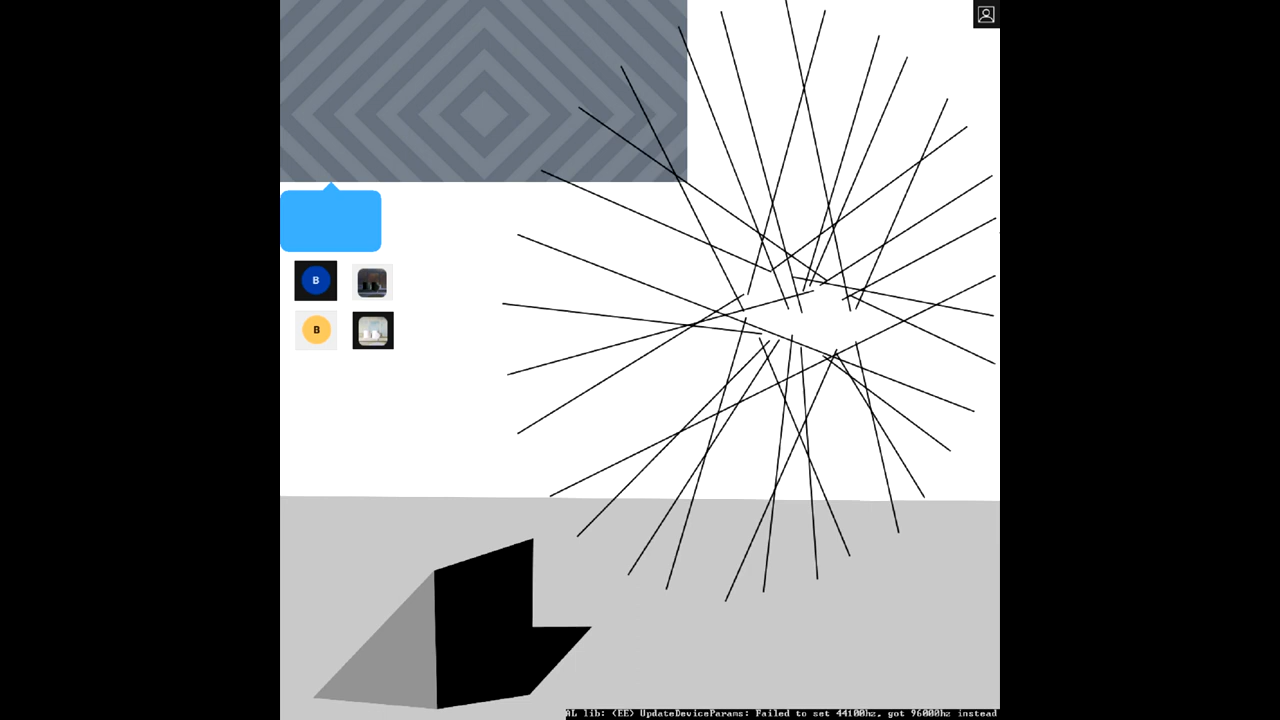 B
B
AL lib: (EE) UpdateDeviceParams: Failed to set 44100hz, got 96000hz instead